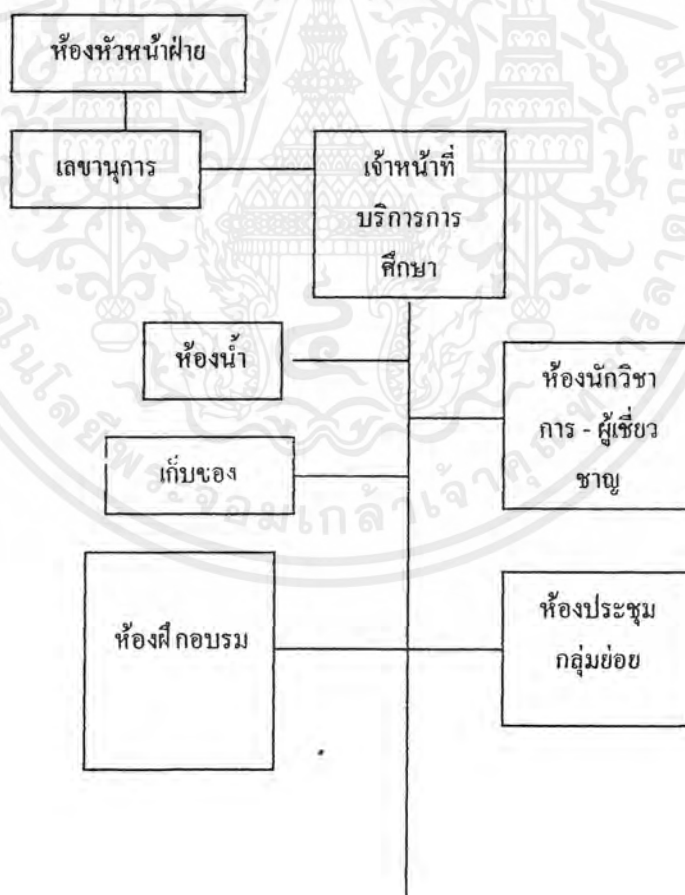 ห้องหัวหน้าฝ่าย
เลขานุการ
เจ้าหน้าที่
บริการการ
ศึกษา
ห้องน้ำ
ห้องนักวิชา
การ - ผู้เชี่ยว
ชาญ
เก็บของ
ห้องฝึกอบรม
ห้องประชุม
กลุ่มย่อย